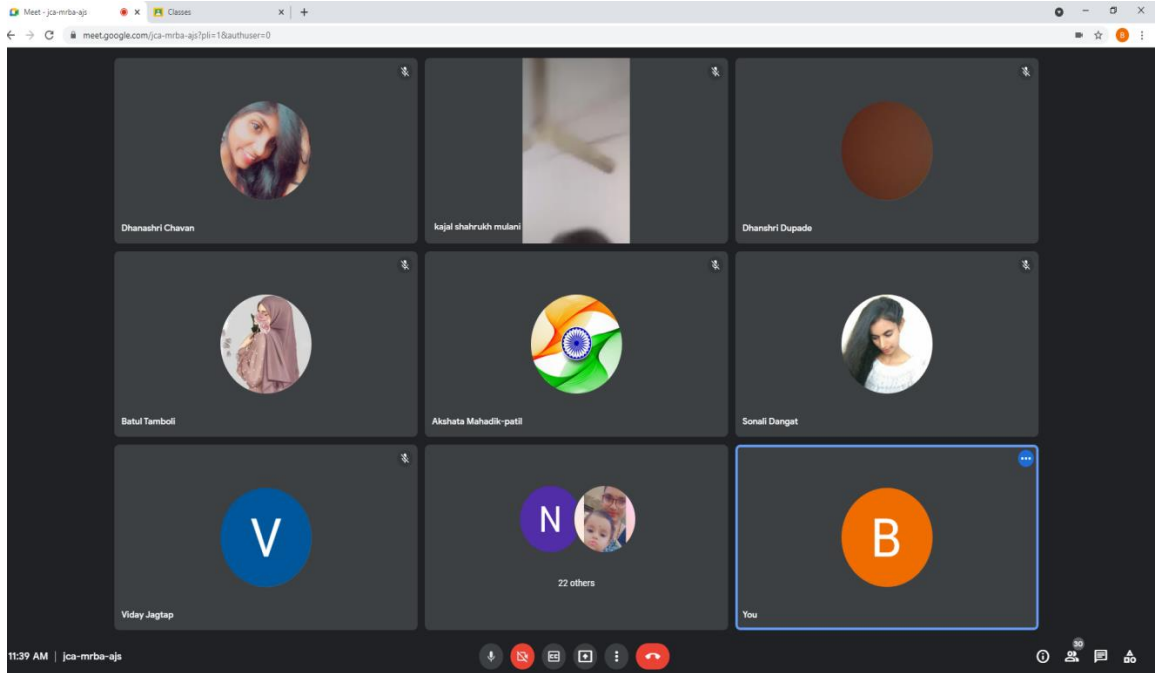 Meet - jca-mrba-ajs
Classes
meet.google.com/jca-mrba-ajs?pli=1&authuser=0
B
Dhanashri Chavan
kajal shahrukh mulani
Dhanshri Dupade
Batul Tamboli
Akshata Mahadik-patil
Sonali Dangat
V
Viday Jagtap
N
22 others
B
You
11:39 AM | jca-mrba-ajs
CC
30